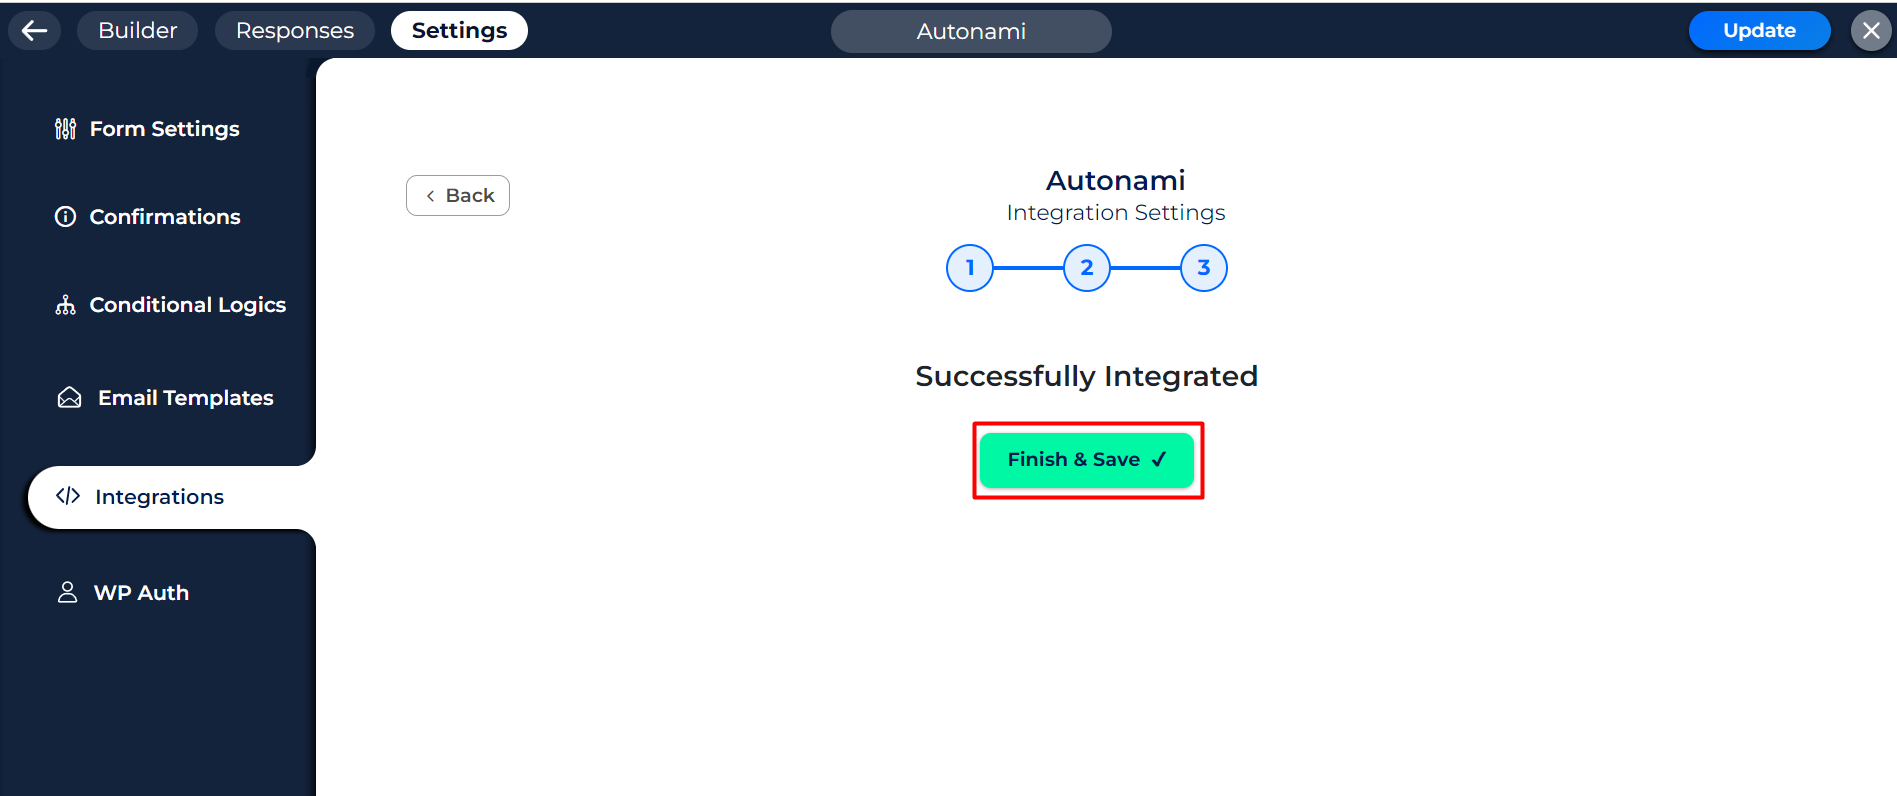 Builder
Responses
Settings
Autonami
Update
Form Settings
Confirmations
Conditional Logics
Email Templates
Integrations
WP Auth
Back
Autonami
Integration Settings
1
2
3
Successfully Integrated
Finish & Save ✓